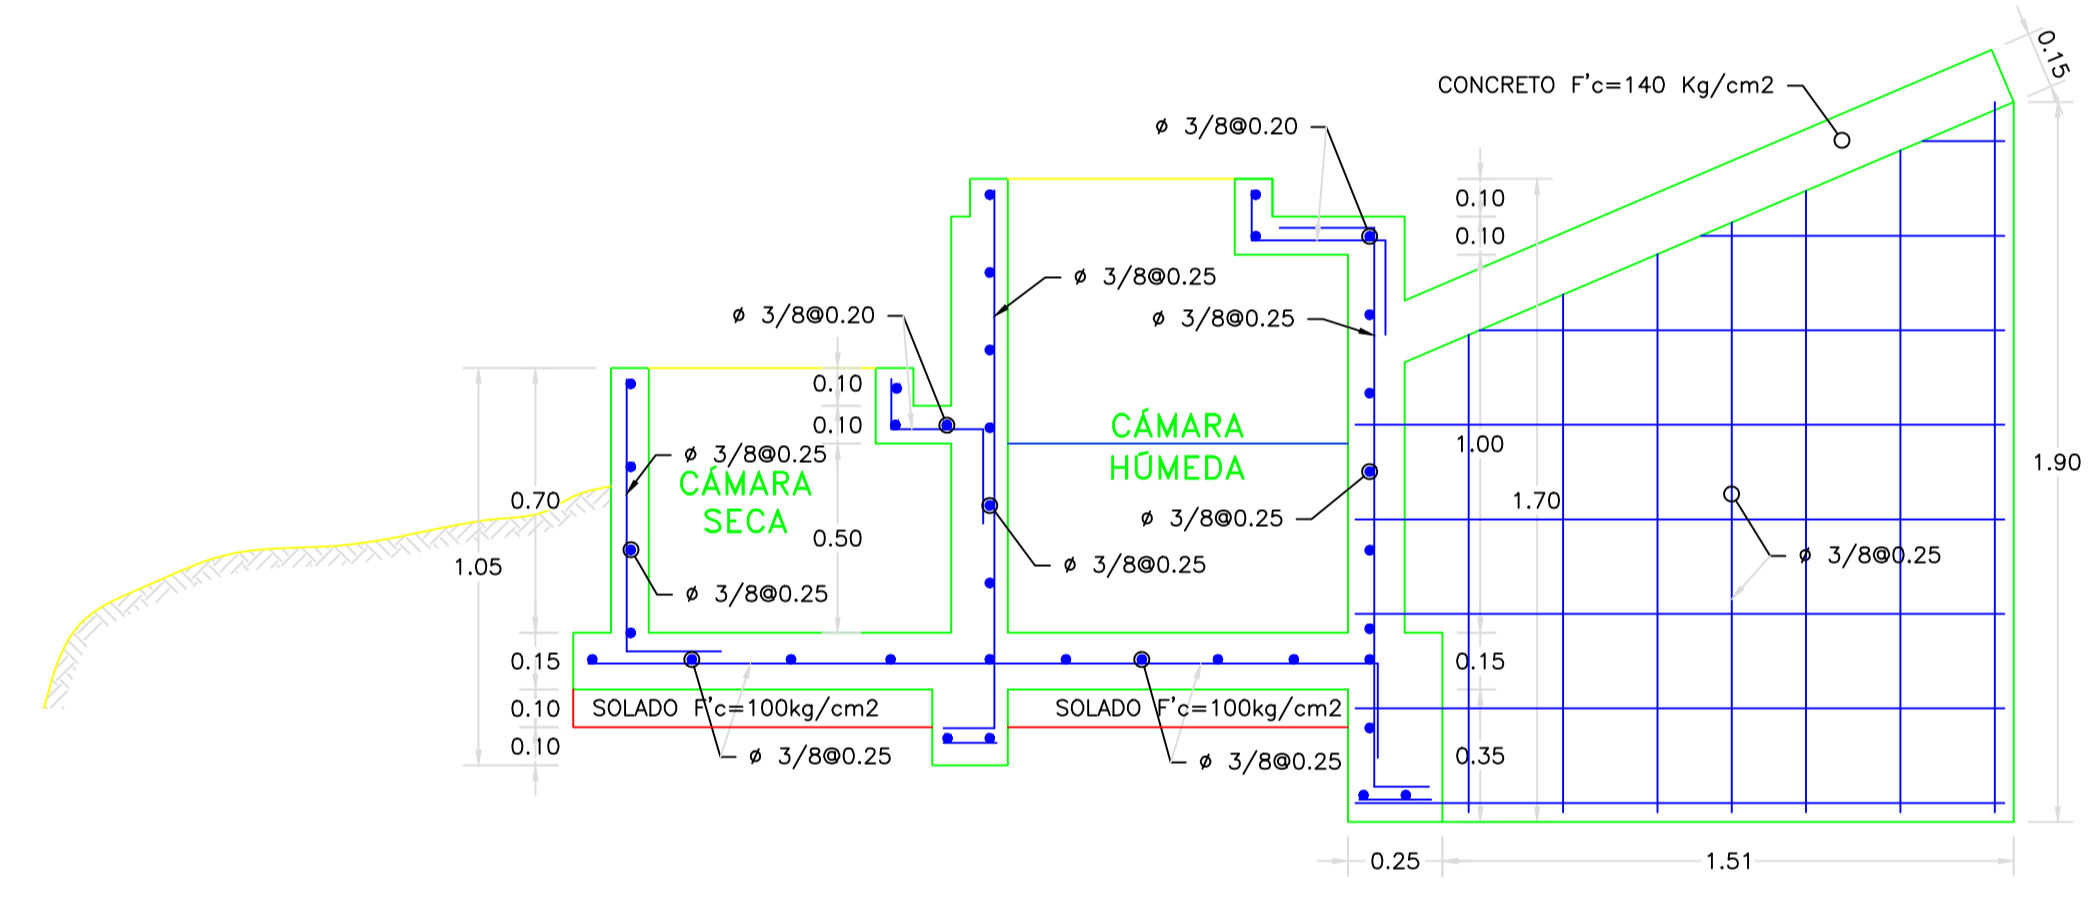 0.15
CONCRETO F'c=140 Kg/cm2
ø 3/8@0.20
0.10
0.10
ø 3/8@0.25
ø 3/8@0.20
ø 3/8@0.25
0.10
0.10
CÁMARA
HÚMEDA
1.00
ø 3/8@0.25
CÁMARA
SECA
0.70
1.70
1.90
ø 3/8@0.25
0.50
ø 3/8@0.25
ø 3/8@0.25
1.05
ø 3/8@0.25
0.15
0.15
0.10
SOLADO F'c=100kg/cm2
SOLADO F'c=100kg/cm2
0.10
ø 3/8@0.25
ø 3/8@0.25
0.35
0.25
1.51